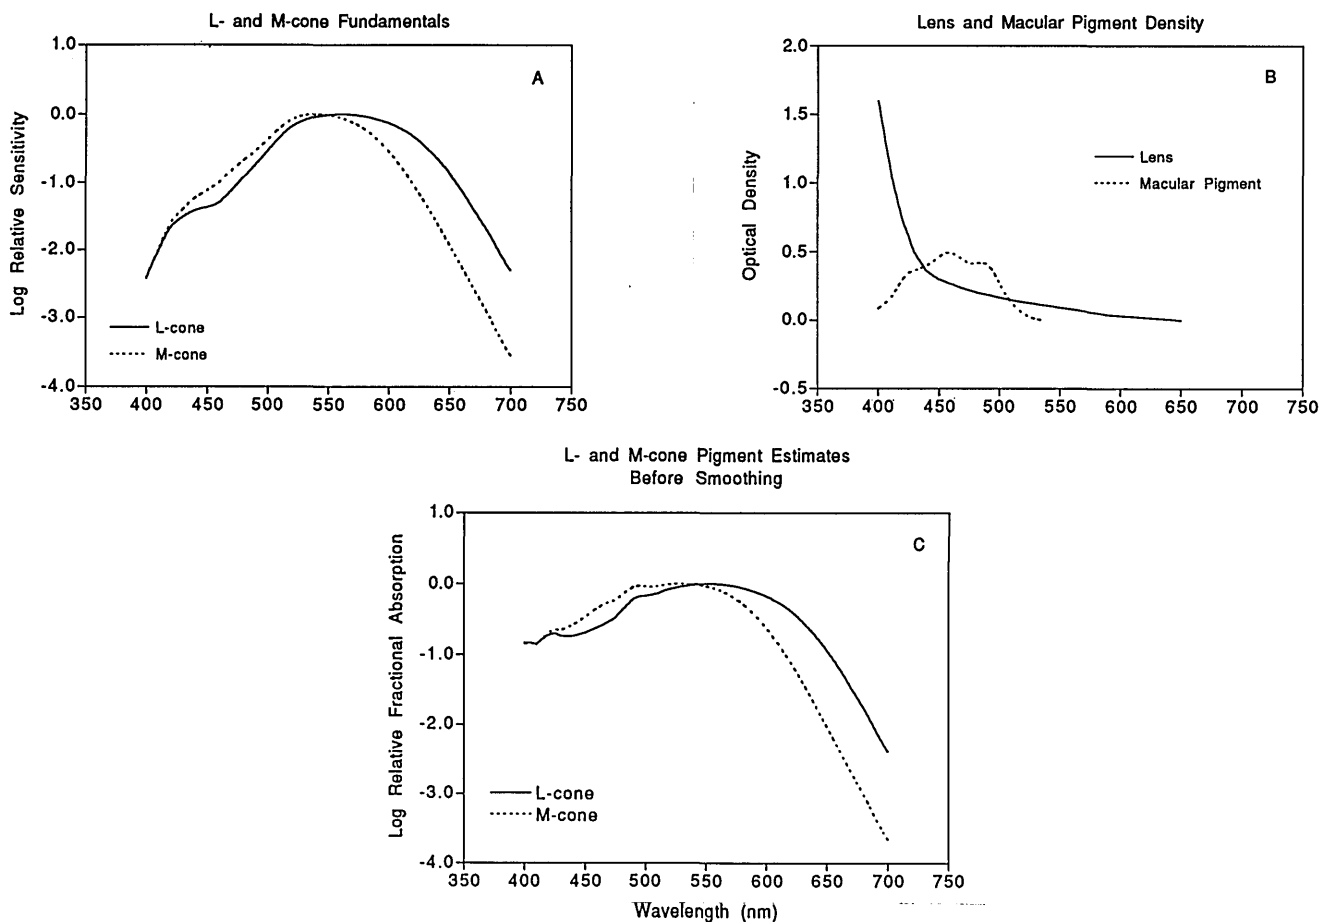 L- and M-cone Fundamentals
A
1.0
0.0
-1.0
-2.0
-3.0
-4.0
Log Relative Sensitivity
L-cone
M-cone
350 400 450 500 550 600 650 700 750
Lens and Macular Pigment Density
B
2.0
1.5
1.0
0.5
0.0
-0.5
Optical Density
Lens
Macular Pigment
350 400 450 500 550 600 650 700 750
L- and M-cone Pigment Estimates
Before Smoothing
C
1.0
0.0
-1.0
-2.0
-3.0
-4.0
Log Relative Fractional Absorption
L-cone
M-cone
350 400 450 500 550 600 650 700 750
Wavelength (nm)